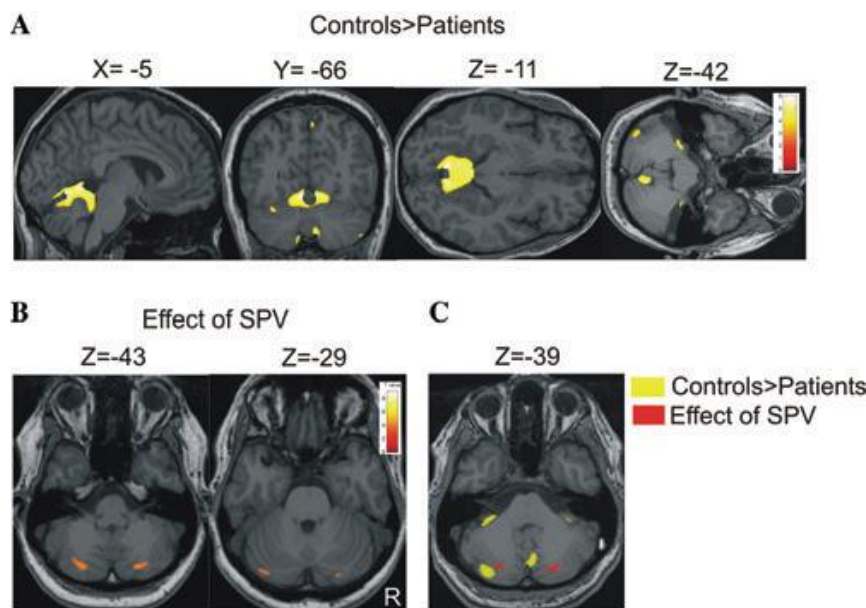 A
Controls>Patients
X= -5
Y= -66
Z= -11
Z=-42
B
Effect of SPV
Z=-43
Z=-29
R
C
Z=-39
Controls>Patients
Effect of SPV